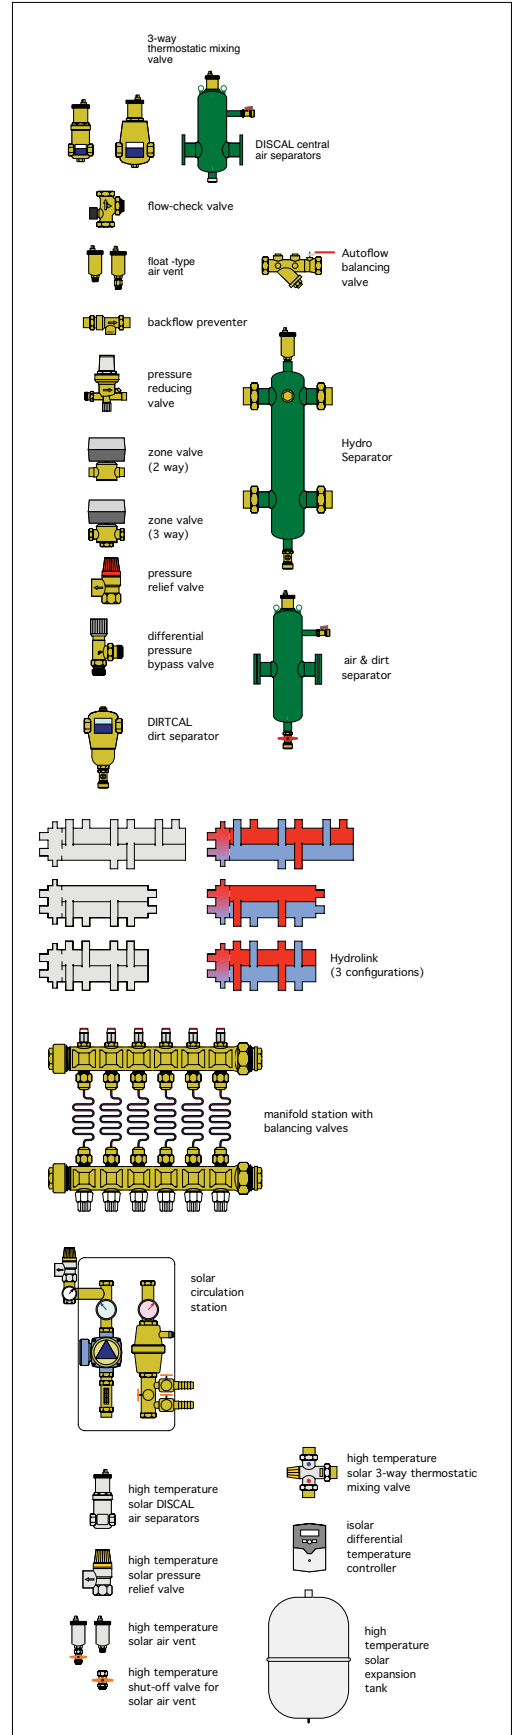 3-way
thermostatic mixing
valve
DISCAL central
air separators
flow-check valve
float -type
air vent
Autoflow
balancing
valve
backflow preventer
pressure
reducing
valve
Hydro
Separator
zone valve
(2 way)
zone valve
(3 way)
pressure
relief valve
differential
pressure
bypass valve
air & dirt
separator
DIRTCAL
dirt separator
Hydrolink
(3 configurations)
manifold station with
balancing valves
solar
circulation
station
high temperature
solar 3-way thermostatic
mixing valve
high temperature
solar DISCAL
air separators
isolar
differential
temperature
controller
high temperature
solar pressure
relief valve
high temperature
solar air vent
high
temperature
solar
expansion
tank
high temperature
shut-off valve for
solar air vent